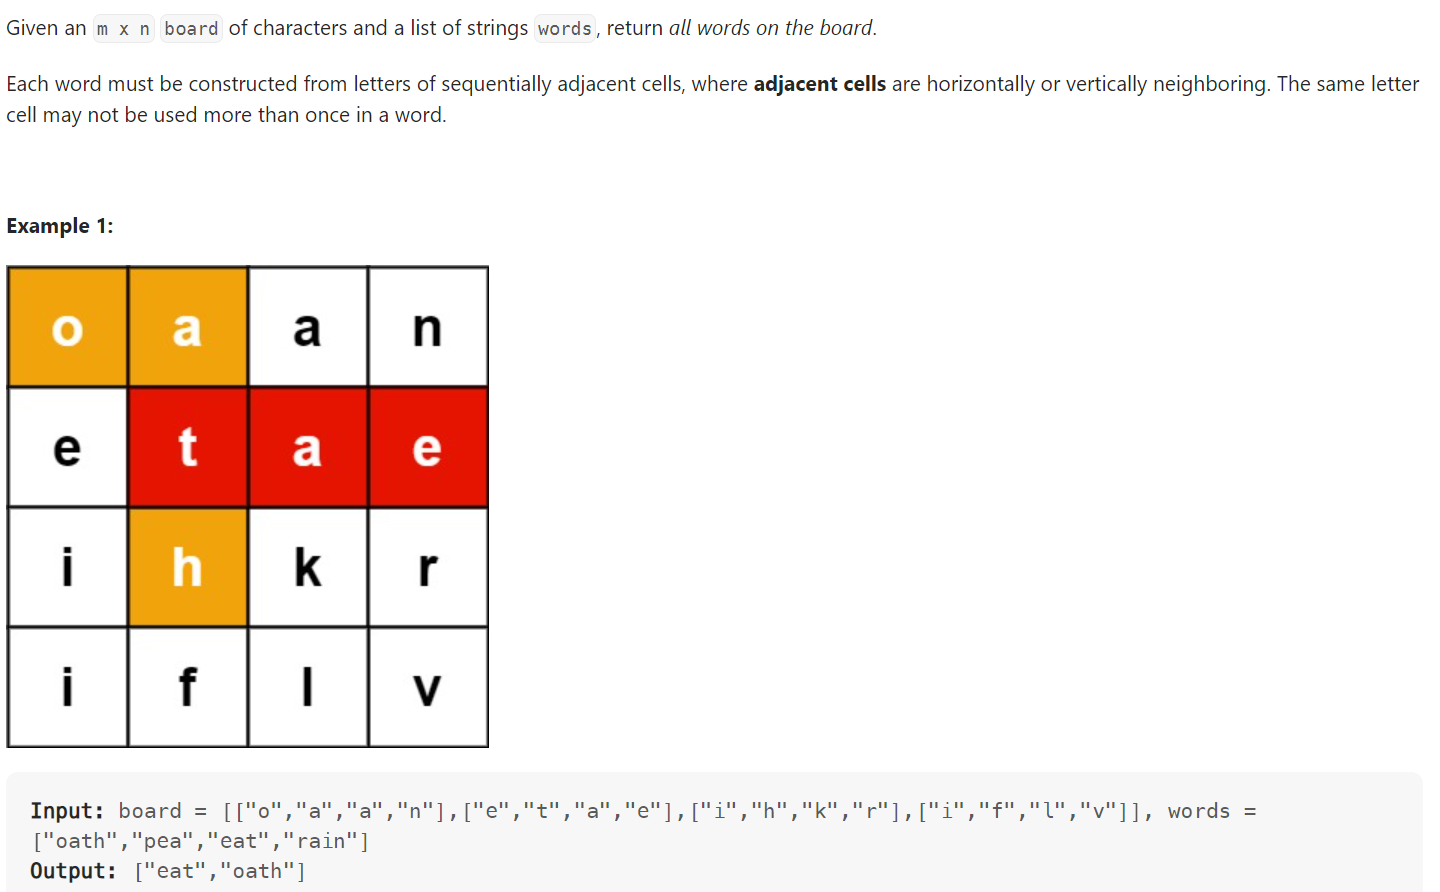 Given an m x n board of characters and a list of strings words, return all words on the board.
Each word must be constructed from letters of sequentially adjacent cells, where adjacent cells are horizontally or vertically neighboring. The same letter
cell may not be used more than once in a word.
Example 1:
o a a n
e t a e
i h k r
i f l v
Input: board = [["o","a","a","n"],["e","t","a","e"],["i","h","k","r"],["i","f","l","v"]], words =
["oath","pea","eat","rain"]
Output: ["eat","oath"]